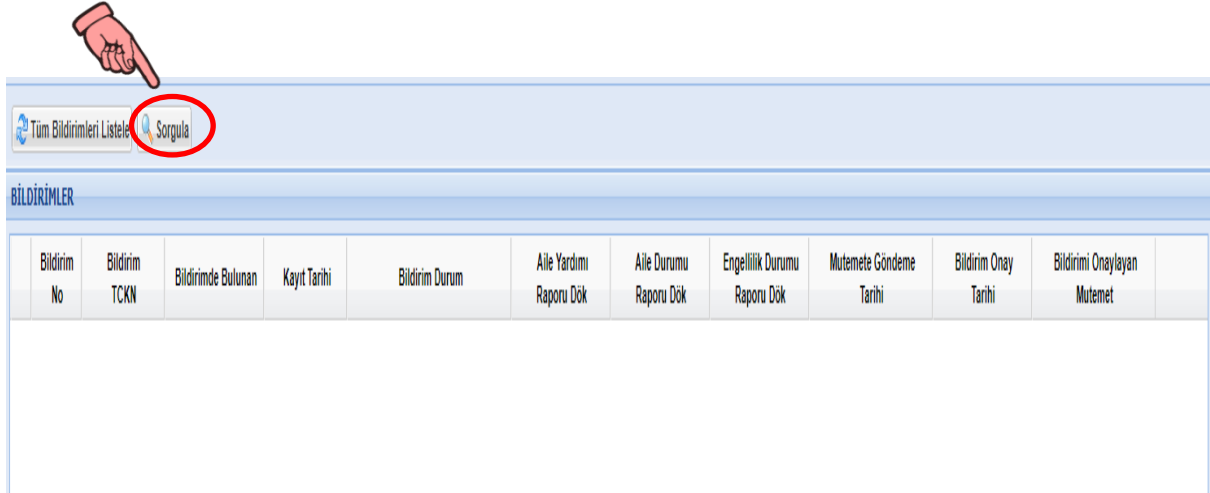 Tüm Bildirimleri Listele Sorgula
BİLDİRİMLER
Bildirim No
Bildirim TCKN
Bildirimde Bulunan
Kayıt Tarihi
Bildirim Durum
Aile Yardımı Raporu Dök
Aile Durumu Raporu Dök
Engellilik Durumu Raporu Dök
Mutemete Göndeme Tarihi
Bildirim Onay Tarihi
Bildirimi Onaylayan Mutemet